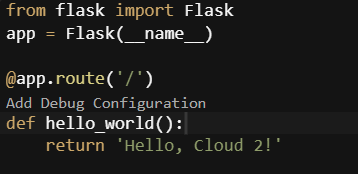 from flask import Flask
app = Flask(__name__)
@app.route('/')
Add Debug Configuration
def hello_world():
    return 'Hello, Cloud 2!'